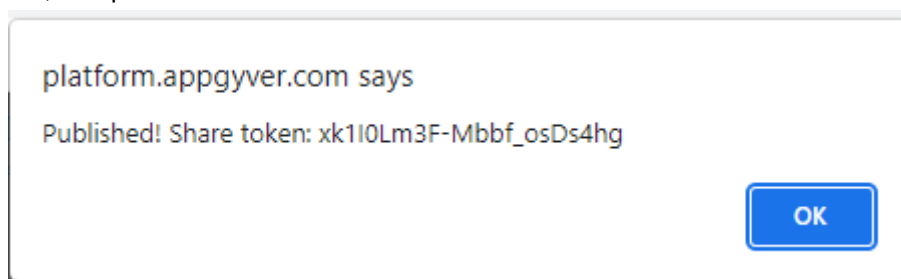 platform.appgyver.com says
Published! Share token: xk1I0Lm3F-Mbbf_osDs4hg
OK